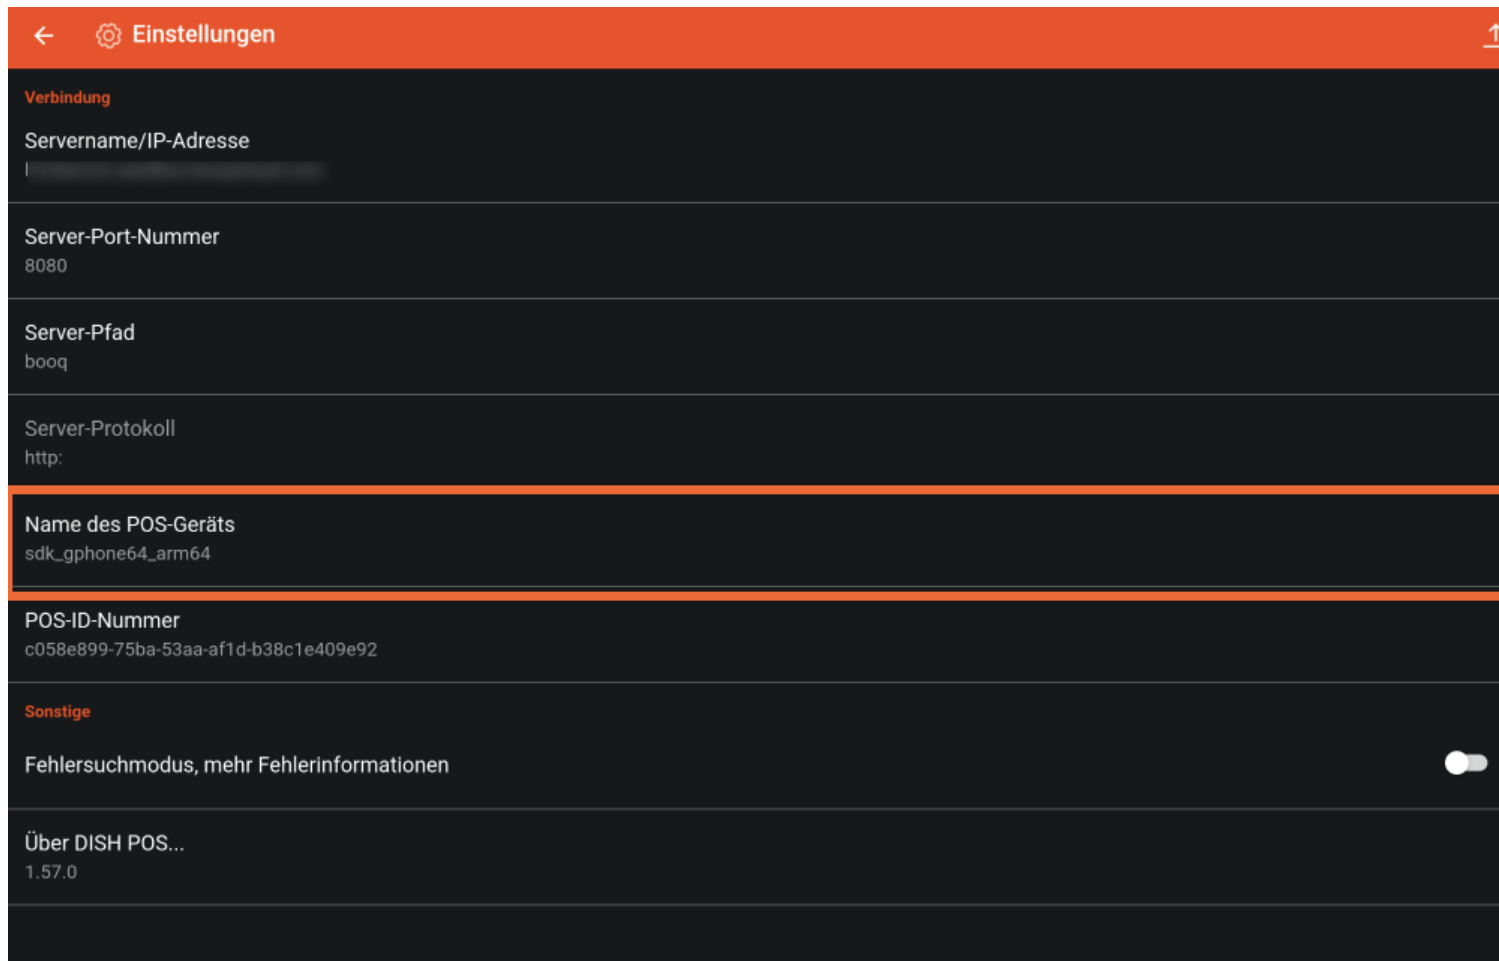 Einstellungen
Verbindung
Servername/IP-Adresse
Server-Port-Nummer
8080
Server-Pfad
booq
Server-Protokoll
http:
Name des POS-Geräts
sdk_gphone64_arm64
POS-ID-Nummer
c058e899-75ba-53aa-af1d-b38c1e409e92
Sonstige
Fehlersuchmodus, mehr Fehlerinformationen
Über DISH POS...
1.57.0